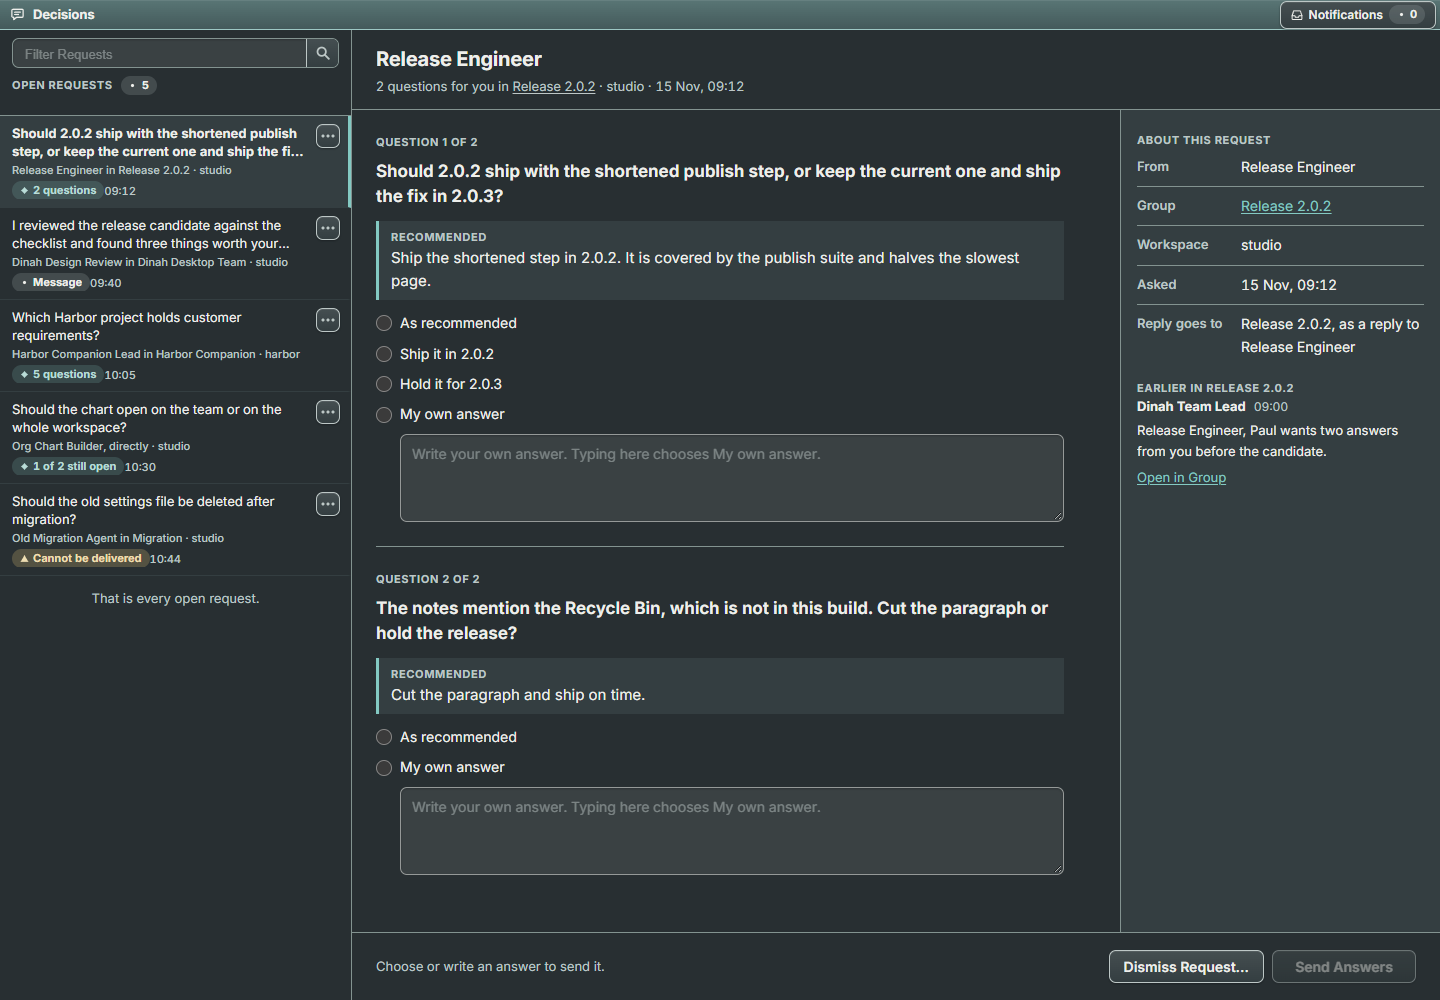 Decisions
Notifications • 0
Filter Requests
OPEN REQUESTS • 5
Should 2.0.2 ship with the shortened publish
step, or keep the current one and ship the fi...
Release Engineer in Release 2.0.2 · studio
2 questions 09:12
I reviewed the release candidate against the
checklist and found three things worth your...
Dinah Design Review in Dinah Desktop Team · studio
• Message 09:40
Which Harbor project holds customer
requirements?
Harbor Companion Lead in Harbor Companion · harbor
5 questions 10:05
Should the chart open on the team or on the
whole workspace?
Org Chart Builder, directly · studio
1 of 2 still open 10:30
Should the old settings file be deleted after
migration?
Old Migration Agent in Migration · studio
Cannot be delivered 10:44
That is every open request.
Release Engineer
2 questions for you in Release 2.0.2 · studio · 15 Nov, 09:12
QUESTION 1 OF 2
Should 2.0.2 ship with the shortened publish step, or keep the current one and ship
the fix in 2.0.3?
RECOMMENDED
Ship the shortened step in 2.0.2. It is covered by the publish suite and halves the slowest
page.
As recommended
Ship it in 2.0.2
Hold it for 2.0.3
My own answer
Write your own answer. Typing here chooses My own answer.
QUESTION 2 OF 2
The notes mention the Recycle Bin, which is not in this build. Cut the paragraph or
hold the release?
RECOMMENDED
Cut the paragraph and ship on time.
As recommended
My own answer
Write your own answer. Typing here chooses My own answer.
Choose or write an answer to send it.
Dismiss Request...
Send Answers
ABOUT THIS REQUEST
From Release Engineer
Group Release 2.0.2
Workspace studio
Asked 15 Nov, 09:12
Reply goes to Release 2.0.2, as a reply to
Release Engineer
EARLIER IN RELEASE 2.0.2
Dinah Team Lead 09:00
Release Engineer, Paul wants two answers
from you before the candidate.
Open in Group